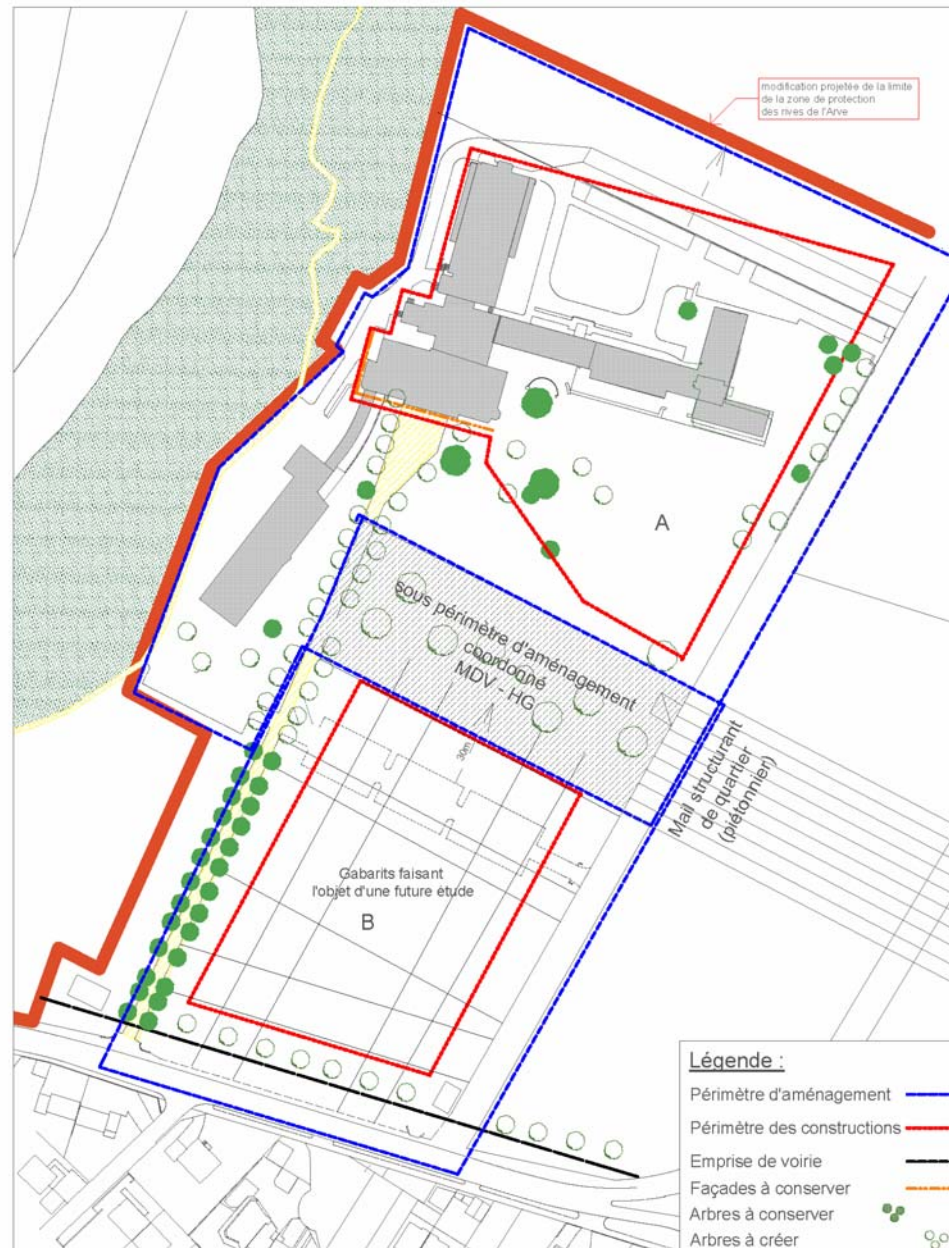 modification projetée de la limite
de la zone de protection
des rives de l'Arve
A
sous périmètre d'aménagement
coordonné
MDV - HG
30m
Mail structurant
de quartier
(piétonnier)
Gabarits faisant
l'objet d'une future étude
B
Légende :
Périmètre d'aménagement
Périmètre des constructions
Emprise de voirie
Façades à conserver
Arbres à conserver
Arbres à créer